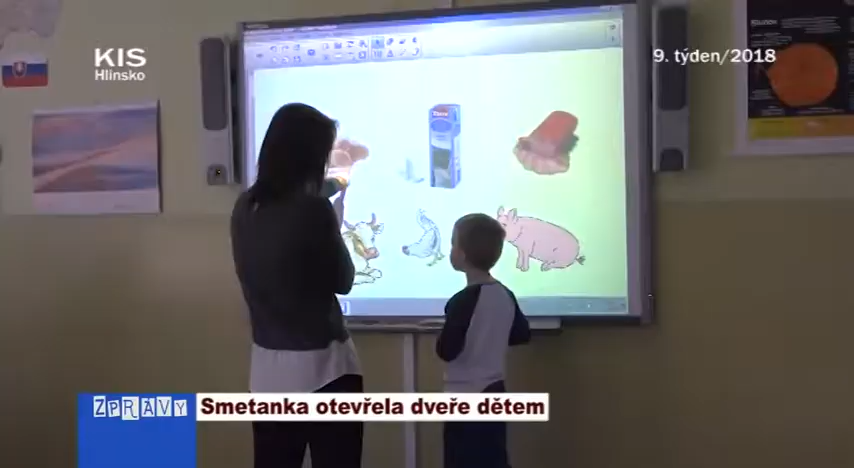 KIS
Hlinsko
9. týden/2018
ZPRÁVY
Smetanka otevřela dveře dětem